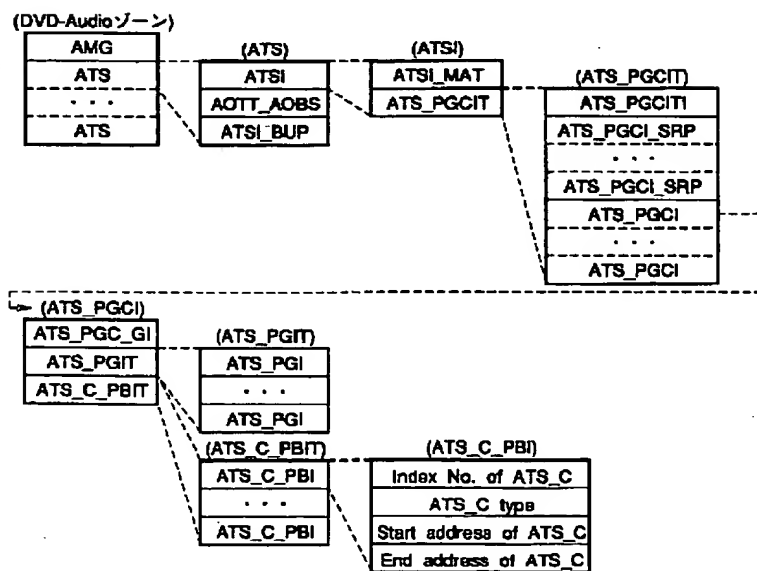 (DVD-Audioゾーン)
AMG
ATS
・・・
ATS
(ATS)
ATSI
AOTT_AOBS
ATSI_BUP
(ATSI)
ATSI_MAT
ATS_PGCIT
(ATS_PGCIT)
ATS_PGCITI
ATS_PGCI_SRP
・・・
ATS_PGCI_SRP
ATS_PGCI
・・・
ATS_PGCI
(ATS_PGCI)
ATS_PGC_GI
ATS_PGIT
ATS_C_PBIT
(ATS_PGIT)
ATS_PGI
・・・
ATS_PGI
(ATS_C_PBIT)
ATS_C_PBI
・・・
ATS_C_PBI
(ATS_C_PBI)
Index No. of ATS_C
ATS_C type
Start address of ATS_C
End address of ATS_C